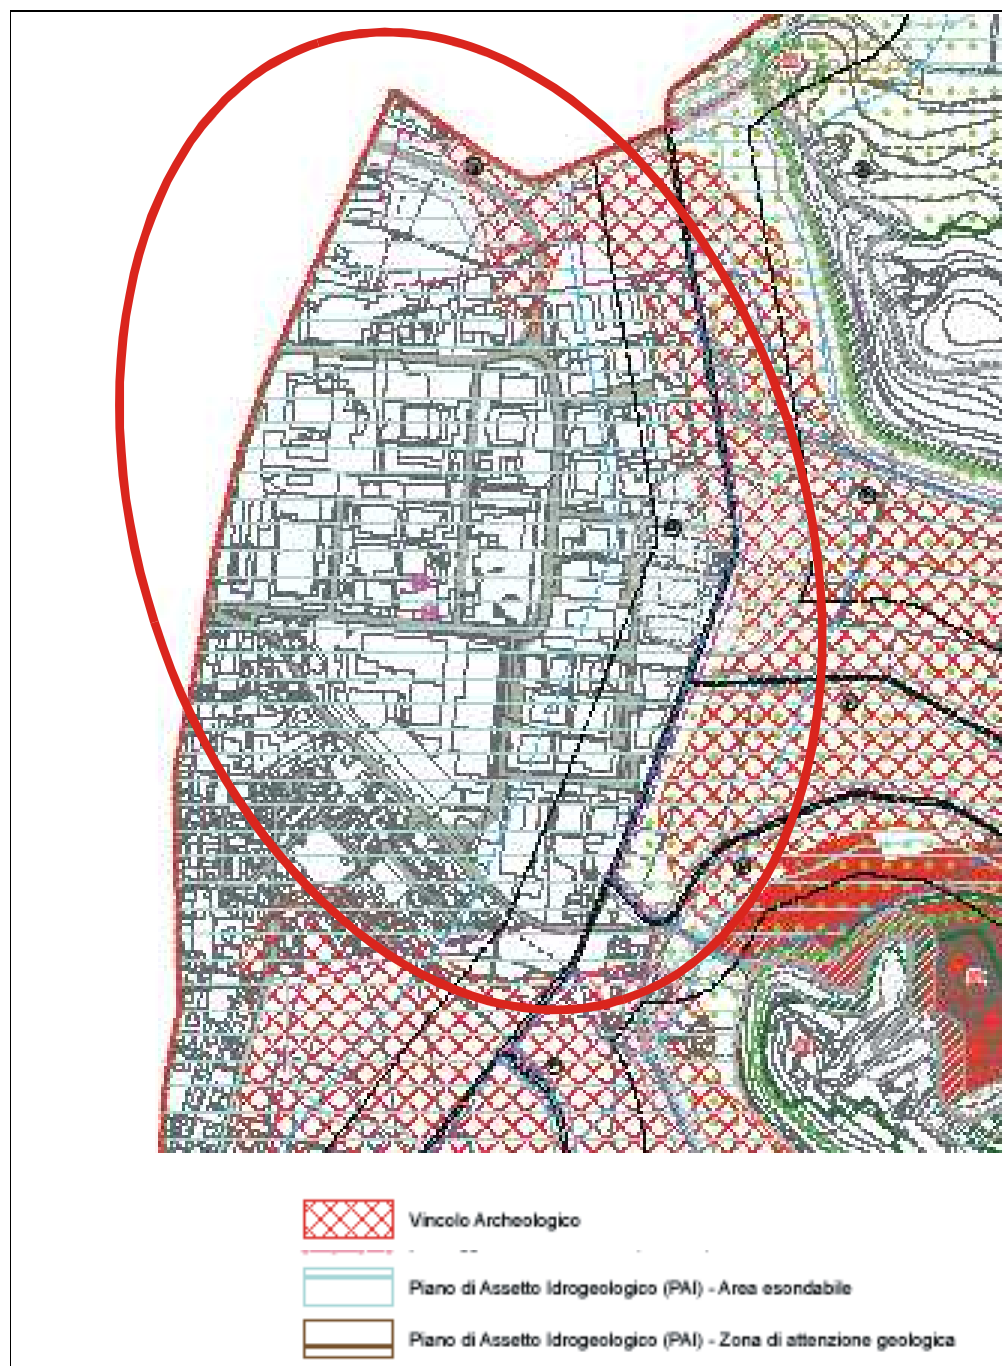 Vincolo Archeologico
Piano di Assetto Idrogeologico (PAI) - Area esondabile
Piano di Assetto Idrogeologico (PAI) - Zona di attenzione geologica